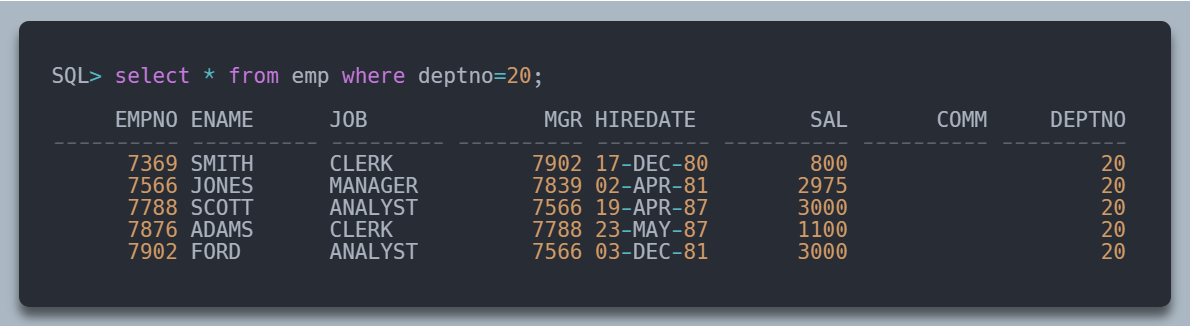 SQL> select * from emp where deptno=20;
     EMPNO ENAME      JOB              MGR HIREDATE         SAL       COMM     DEPTNO
---------- ---------- --------- ---------- --------- ---------- ---------- ----------
      7369 SMITH      CLERK           7902 17-DEC-80        800                    20
      7566 JONES      MANAGER         7839 02-APR-81       2975                    20
      7788 SCOTT      ANALYST         7566 19-APR-87       3000                    20
      7876 ADAMS      CLERK           7788 23-MAY-87       1100                    20
      7902 FORD       ANALYST         7566 03-DEC-81       3000                    20